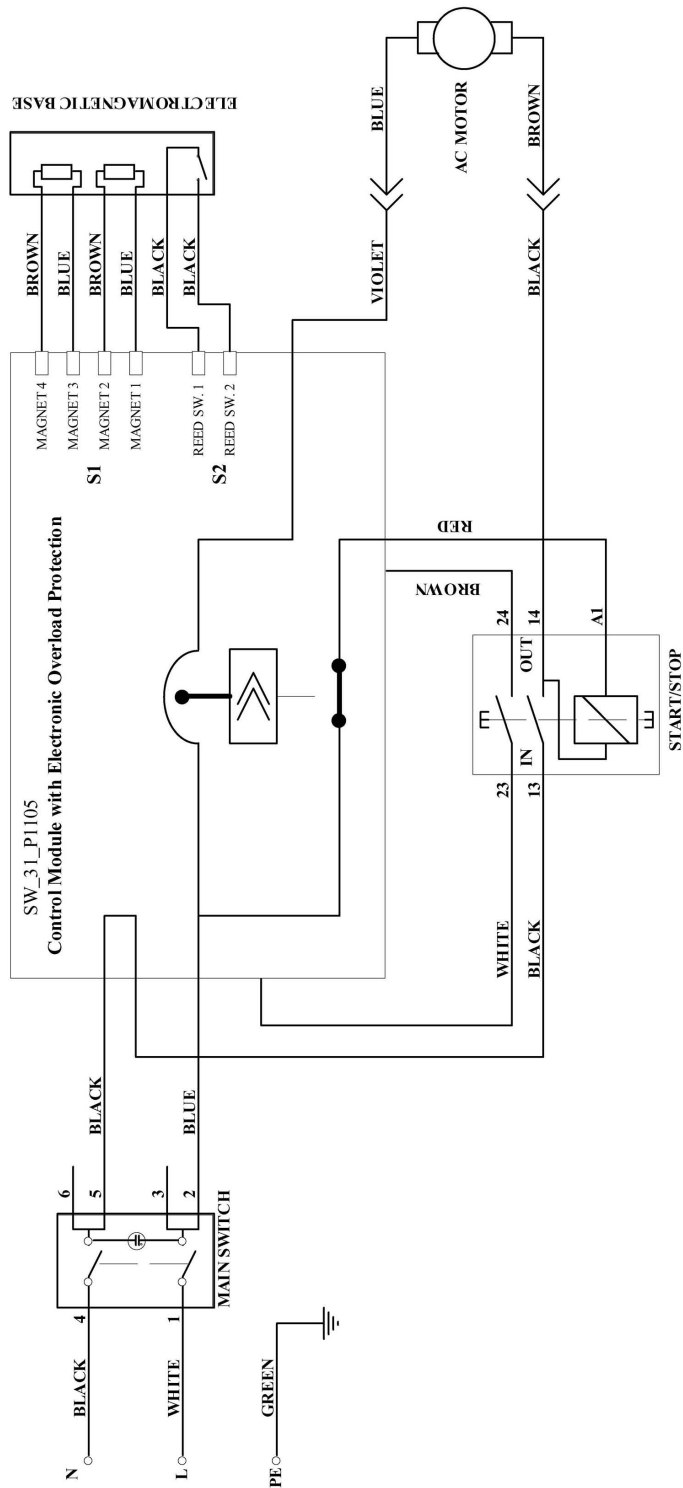 N
BLACK
4
L
WHITE
1
PE
GREEN
MAIN SWITCH
6
5
3
2
BLACK
BLUE
SW_31_P1105
Control Module with Electronic Overload Protection
MAGNET 4
MAGNET 3
MAGNET 2
MAGNET 1
S1
REED SW. 1
REED SW. 2
S2
BROWN
BLUE
BROWN
BLUE
BLACK
BLACK
ELECTROMAGNETIC BASE
WHITE
23
BLACK
13
IN
OUT
24
14
A1
START/STOP
BROWN
RED
VIOLET
BLUE
BLACK
BROWN
AC MOTOR